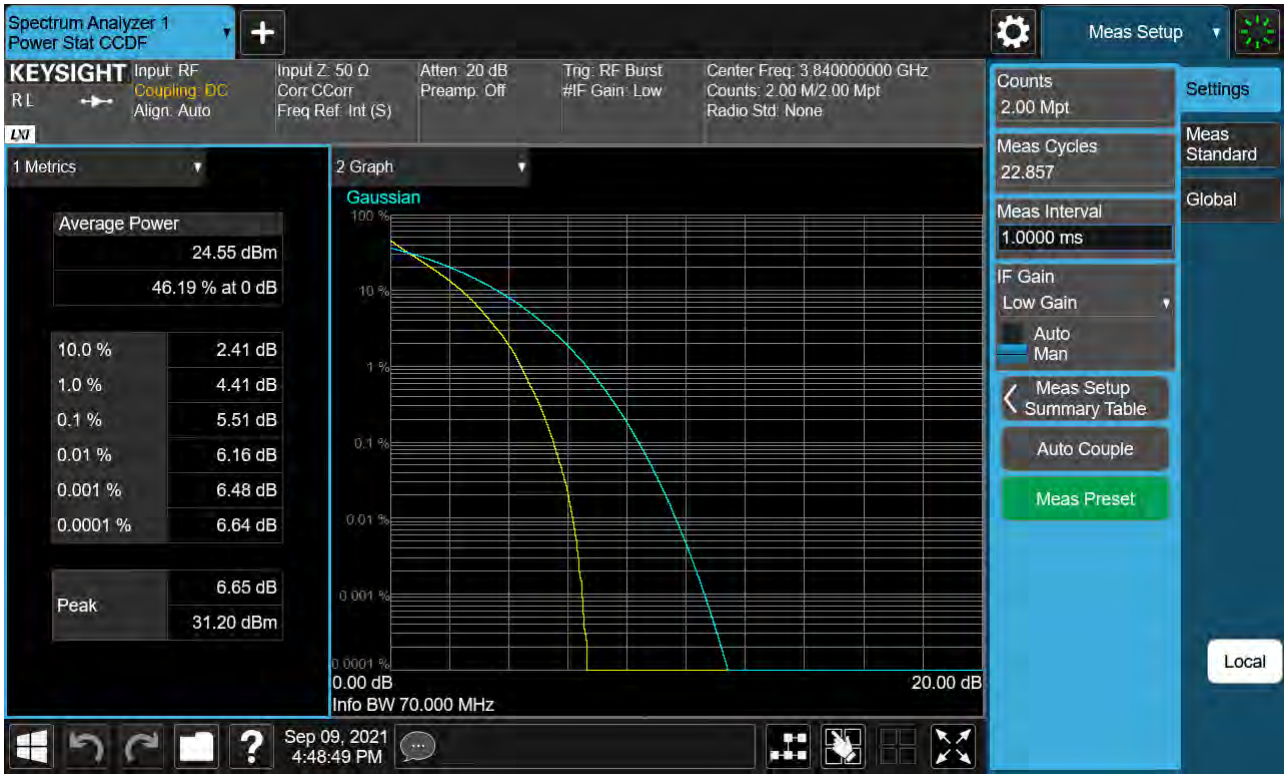 Spectrum Analyzer 1
Power Stat CCDF
+
Meas Setup
KEYSIGHT
RL
LXI
Input: RF
Coupling: DC
Align: Auto
Input Z: 50 Ω
Corr CCorr
Freq Ref: Int (S)
Atten: 20 dB
Preamp: Off
Trig: RF Burst
#IF Gain: Low
Center Freq: 3.840000000 GHz
Counts: 2.00 M/2.00 Mpt
Radio Std: None
1 Metrics
Average Power
24.55 dBm
46.19 % at 0 dB
10.0 % 2.41 dB
1.0 % 4.41 dB
0.1 % 5.51 dB
0.01 % 6.16 dB
0.001 % 6.48 dB
0.0001 % 6.64 dB
Peak 6.65 dB
31.20 dBm
2 Graph
Gaussian
100 %
10 %
1 %
0.1 %
0.01 %
0.001 %
0.0001 %
0.00 dB 20.00 dB
Info BW 70.000 MHz
Counts
2.00 Mpt
Meas Cycles
22.857
Meas Interval
1.0000 ms
IF Gain
Low Gain
Auto
Man
Meas Setup
Summary Table
Auto Couple
Meas Preset
Settings
Meas
Standard
Global
Local
?
Sep 09, 2021
4:48:49 PM